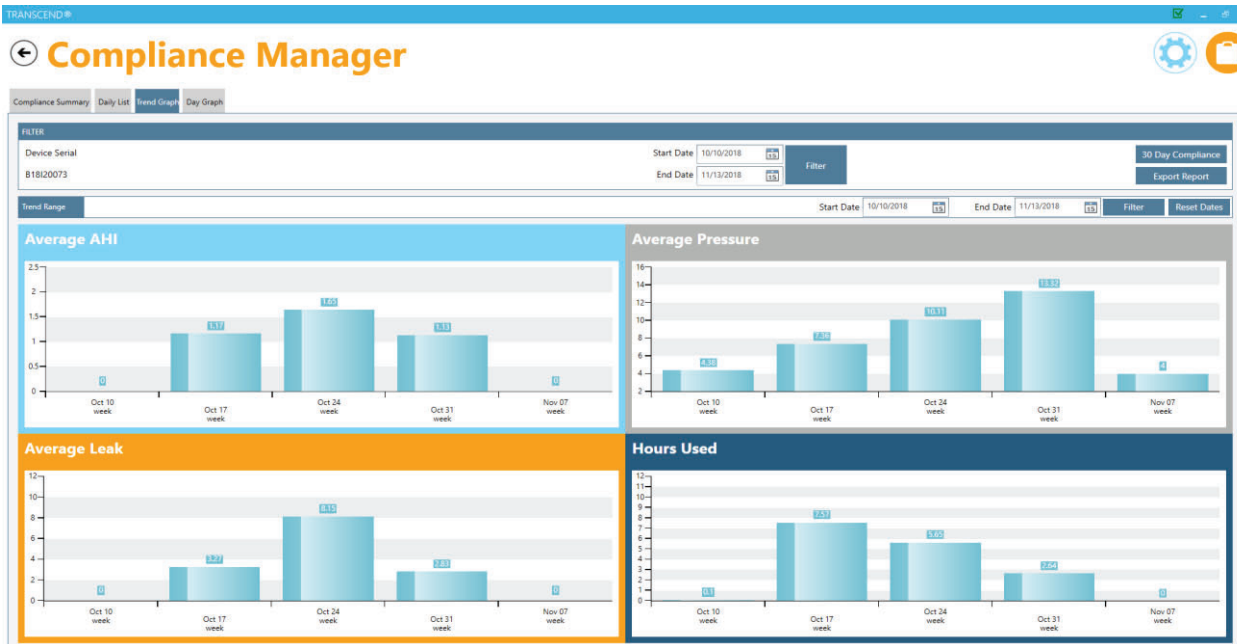 TRANSCEND®
Compliance Manager
Compliance Summary Daily List Trend Graph Day Graph
FILTER
Device Serial Start Date 10/10/2018 15 Filter 30 Day Compliance
B18I20073 End Date 11/13/2018 15 Export Report
Trend Range Start Date 10/10/2018 15 End Date 11/13/2018 15 Filter Reset Dates
Average AHI
2.5
2
1.5
1
0.5
0
0 1.17 1.65 1.13 0
Oct 10 week Oct 17 week Oct 24 week Oct 31 week Nov 07 week
Average Pressure
16
14
12
10
8
6
4
2
4.38 7.36 10.11 13.32 4
Oct 10 week Oct 17 week Oct 24 week Oct 31 week Nov 07 week
Average Leak
12
10
8
6
4
2
0
0 3.27 8.15 2.83 0
Oct 10 week Oct 17 week Oct 24 week Oct 31 week Nov 07 week
Hours Used
12
11
10
9
8
7
6
5
4
3
2
1
0
0.1 7.57 5.65 2.64 0
Oct 10 week Oct 17 week Oct 24 week Oct 31 week Nov 07 week